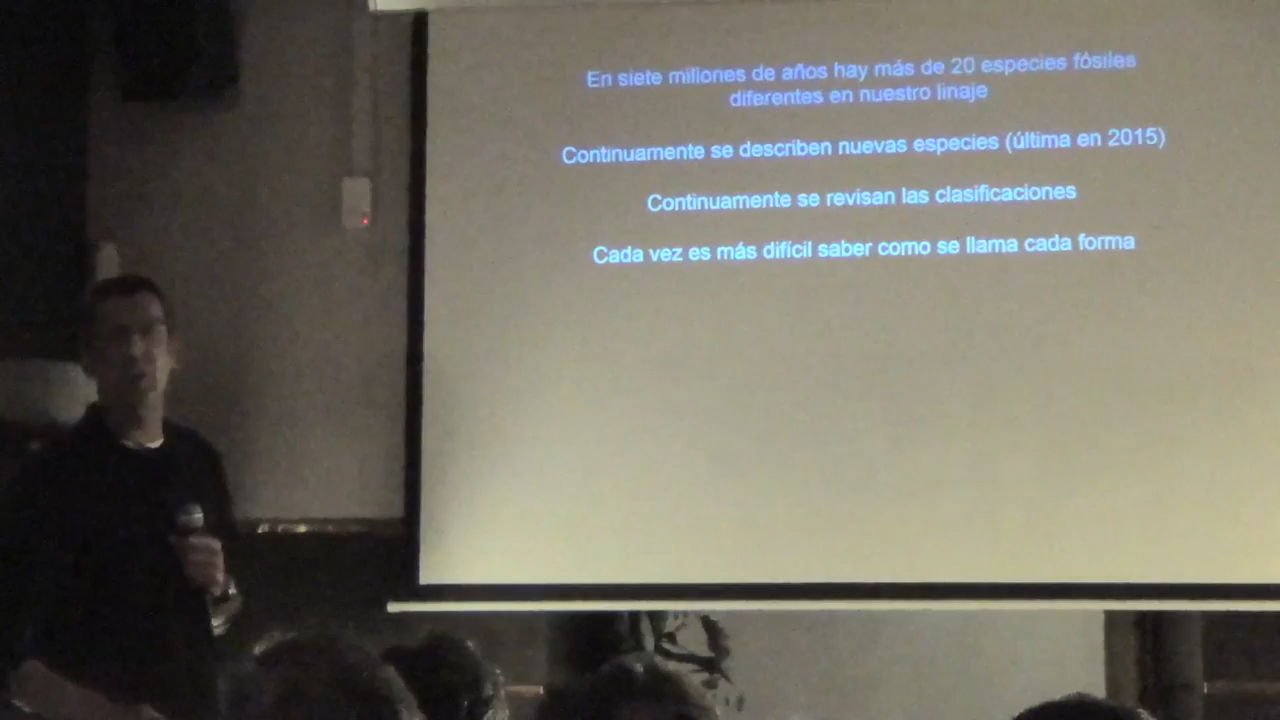 En siete millones de años hay más de 20 especies fósiles
diferentes en nuestro linaje
Continuamente se describen nuevas especies (última en 2015)
Continuamente se revisan las clasificaciones
Cada vez es más difícil saber como se llama cada forma